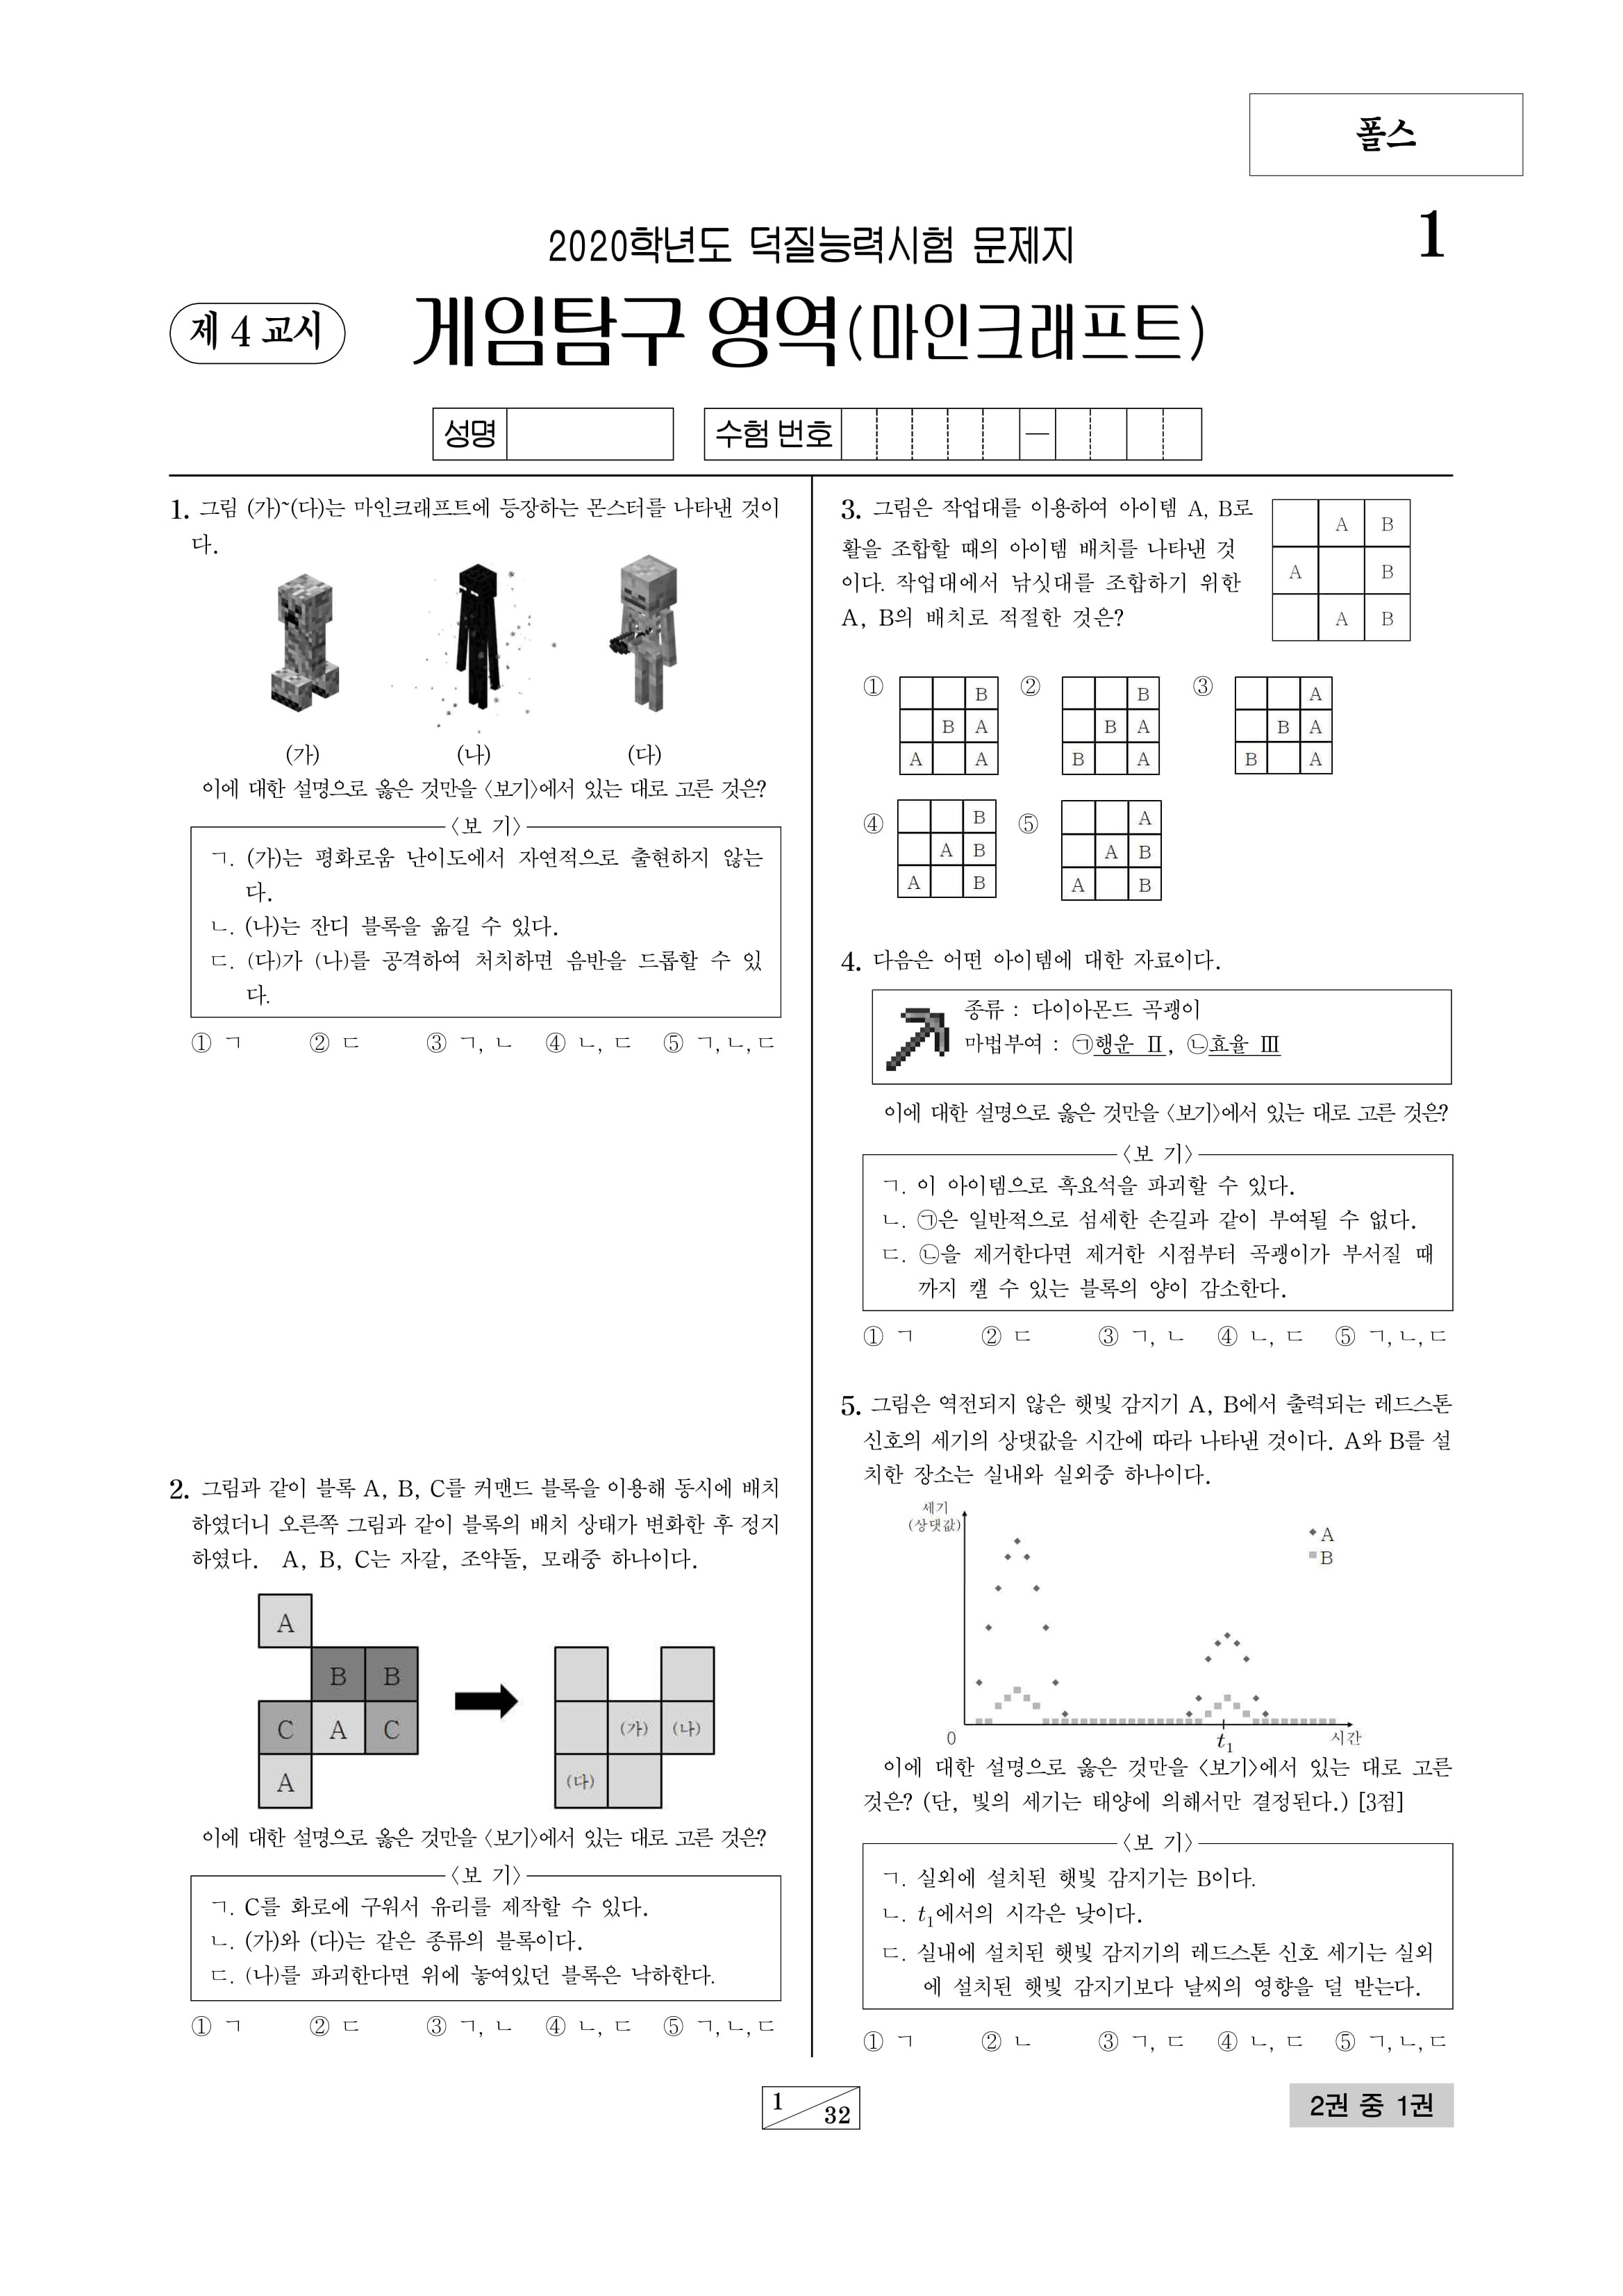 폴스
1
2020학년도 덕질능력시험 문제지
제 4 교시
게임탐구 영역(마인크래프트)
성명
수험 번호
—
1. 그림 (가)~(다)는 마인크래프트에 등장하는 몬스터를 나타낸 것이
다.
(가) (나) (다)
이에 대한 설명으로 옳은 것만을 〈보기〉에서 있는 대로 고른 것은?
〈보 기〉
ㄱ. (가)는 평화로움 난이도에서 자연적으로 출현하지 않는
다.
ㄴ. (나)는 잔디 블록을 옮길 수 있다.
ㄷ. (다)가 (나)를 공격하여 처치하면 음반을 드롭할 수 있
다.
① ㄱ ② ㄷ ③ ㄱ, ㄴ ④ ㄴ, ㄷ ⑤ ㄱ, ㄴ, ㄷ
2. 그림과 같이 블록 A, B, C를 커맨드 블록을 이용해 동시에 배치
하였더니 오른쪽 그림과 같이 블록의 배치 상태가 변화한 후 정지
하였다. A, B, C는 자갈, 조약돌, 모래중 하나이다.
A
B B
C A C (가) (나)
A (다)
이에 대한 설명으로 옳은 것만을 〈보기〉에서 있는 대로 고른 것은?
〈보 기〉
ㄱ. C를 화로에 구워서 유리를 제작할 수 있다.
ㄴ. (가)와 (다)는 같은 종류의 블록이다.
ㄷ. (나)를 파괴한다면 위에 놓여있던 블록은 낙하한다.
① ㄱ ② ㄷ ③ ㄱ, ㄴ ④ ㄴ, ㄷ ⑤ ㄱ, ㄴ, ㄷ
3. 그림은 작업대를 이용하여 아이템 A, B로
활을 조합할 때의 아이템 배치를 나타낸 것
이다. 작업대에서 낚싯대를 조합하기 위한
A, B의 배치로 적절한 것은?
A B
A B
A B
① ② ③
B B A
B A B A B A
A A B A B A
④ ⑤
B A
A B A B
A B A B
4. 다음은 어떤 아이템에 대한 자료이다.
종류 : 다이아몬드 곡괭이
마법부여 : ㉠행운 Ⅱ, ㉡효율 Ⅲ
이에 대한 설명으로 옳은 것만을 〈보기〉에서 있는 대로 고른 것은?
〈보 기〉
ㄱ. 이 아이템으로 흑요석을 파괴할 수 있다.
ㄴ. ㉠은 일반적으로 섬세한 손길과 같이 부여될 수 없다.
ㄷ. ㉡을 제거한다면 제거한 시점부터 곡괭이가 부서질 때
까지 캘 수 있는 블록의 양이 감소한다.
① ㄱ ② ㄷ ③ ㄱ, ㄴ ④ ㄴ, ㄷ ⑤ ㄱ, ㄴ, ㄷ
5. 그림은 역전되지 않은 햇빛 감지기 A, B에서 출력되는 레드스톤
신호의 세기의 상댓값을 시간에 따라 나타낸 것이다. A와 B를 설
치한 장소는 실내와 실외중 하나이다.
세기
(상댓값)
A
B
0 t₁ 시간
이에 대한 설명으로 옳은 것만을 〈보기〉에서 있는 대로 고른
것은? (단, 빛의 세기는 태양에 의해서만 결정된다.) [3점]
〈보 기〉
ㄱ. 실외에 설치된 햇빛 감지기는 B이다.
ㄴ. t₁에서의 시각은 낮이다.
ㄷ. 실내에 설치된 햇빛 감지기의 레드스톤 신호 세기는 실외
에 설치된 햇빛 감지기보다 날씨의 영향을 덜 받는다.
① ㄱ ② ㄴ ③ ㄱ, ㄷ ④ ㄴ, ㄷ ⑤ ㄱ, ㄴ, ㄷ
1
32
2권 중 1권